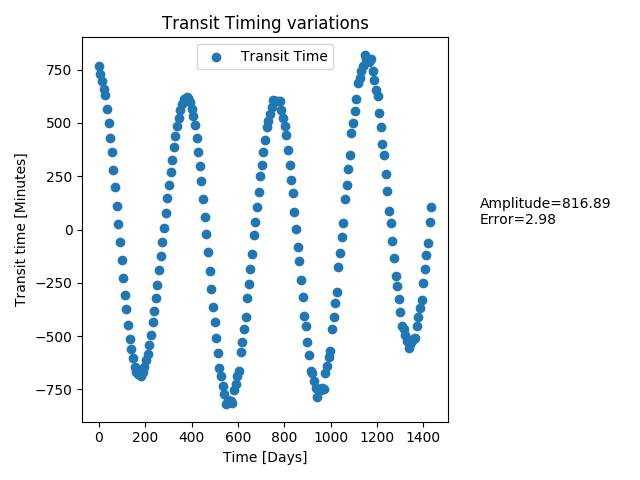 Transit Timing variations
Transit Time
Transit time [Minutes]
750
500
250
0
−250
−500
−750
0 200 400 600 800 1000 1200 1400
Time [Days]
Amplitude=816.89
Error=2.98